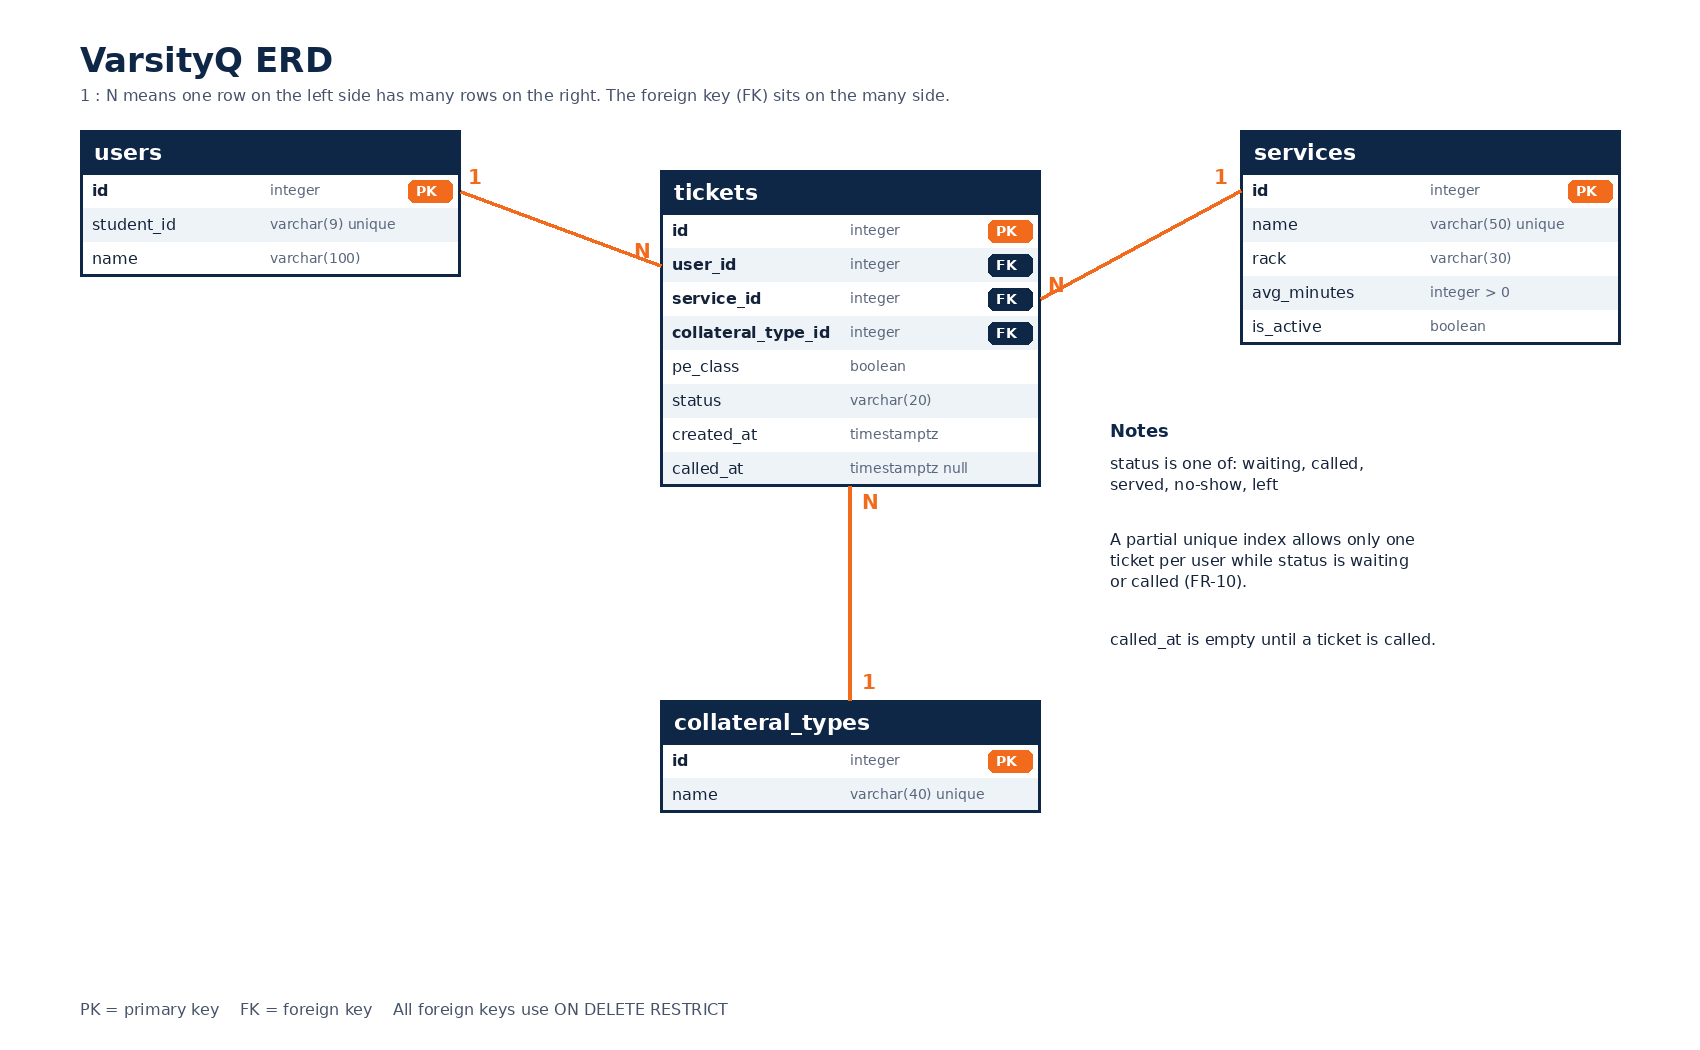 VarsityQ ERD
1 : N means one row on the left side has many rows on the right. The foreign key (FK) sits on the many side.
users
id integer PK
student_id varchar(9) unique
name varchar(100)
1
N
tickets
id integer PK
user_id integer FK
service_id integer FK
collateral_type_id integer FK
pe_class boolean
status varchar(20)
created_at timestamptz
called_at timestamptz null
1
N
services
id integer PK
name varchar(50) unique
rack varchar(30)
avg_minutes integer > 0
is_active boolean
Notes
status is one of: waiting, called,
served, no-show, left
A partial unique index allows only one
ticket per user while status is waiting
or called (FR-10).
called_at is empty until a ticket is called.
N
1
collateral_types
id integer PK
name varchar(40) unique
PK = primary key FK = foreign key All foreign keys use ON DELETE RESTRICT